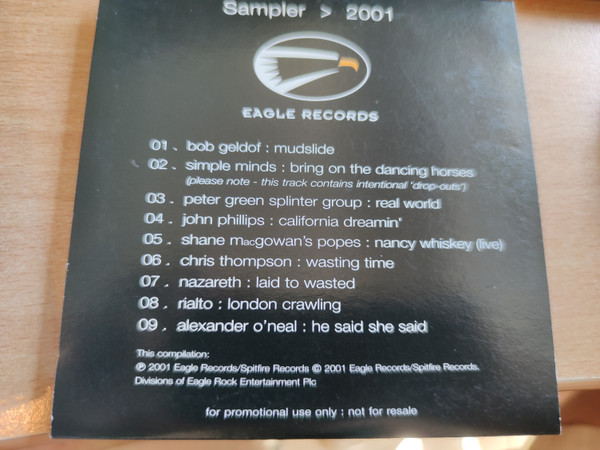 Sampler > 2001
EAGLE RECORDS
01. bob geldof : mudslide
02. simple minds : bring on the dancing horses
(please note - this track contains intentional 'drop-outs')
03. peter green splinter group : real world
04. john phillips : california dreamin'
05. shane macgowan's popes : nancy whiskey (live)
06. chris thompson : wasting time
07. nazareth : laid to wasted
08. rialto : london crawling
09. alexander o'neal : he said she said
This compilation:
℗ 2001 Eagle Records/Spitfire Records © 2001 Eagle Records/Spitfire Records.
Divisions of Eagle Rock Entertainment Plc
for promotional use only : not for resale